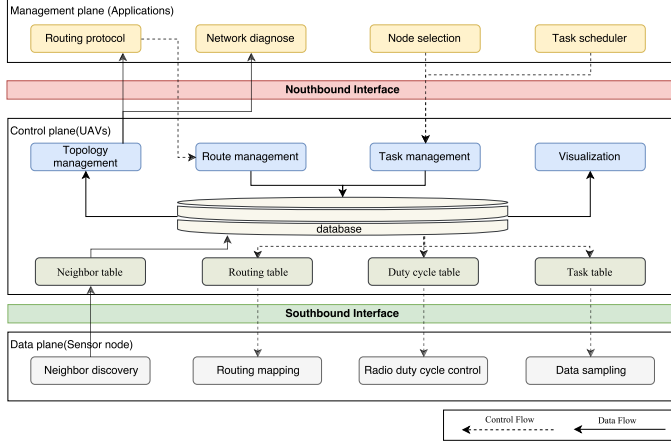 Management plane (Applications)
Routing protocol
Network diagnose
Node selection
Task scheduler
Nouthbound Interface
Control plane(UAVs)
Topology
management
Route management
Task management
Visualization
database
Neighbor table
Routing table
Duty cycle table
Task table
Southbound Interface
Data plane(Sensor node)
Neighbor discovery
Routing mapping
Radio duty cycle control
Data sampling
Control Flow
Data Flow